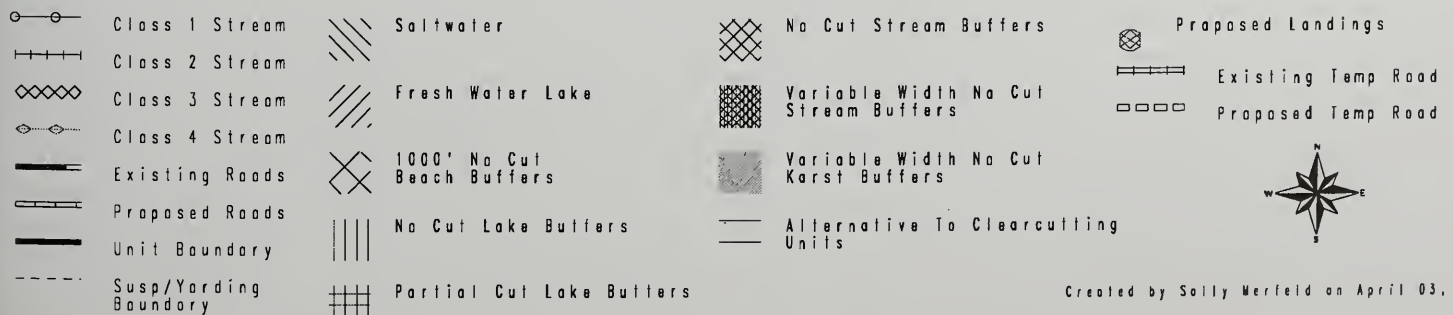 Class 1 Stream
Class 2 Stream
Class 3 Stream
Class 4 Stream
Existing Roads
Proposed Roads
Unit Boundary
Susp/Yarding
Boundary
Saltwater
Fresh Water Lake
1000' No Cut
Beach Buffers
No Cut Lake Buffers
Partial Cut Lake Buffers
No Cut Stream Buffers
Variable Width No Cut
Stream Buffers
Variable Width No Cut
Karst Buffers
Alternative To Clearcutting
Units
Proposed Landings
Existing Temp Road
Proposed Temp Road
N
W E
S
Created by Sally Werfeld on April 03,